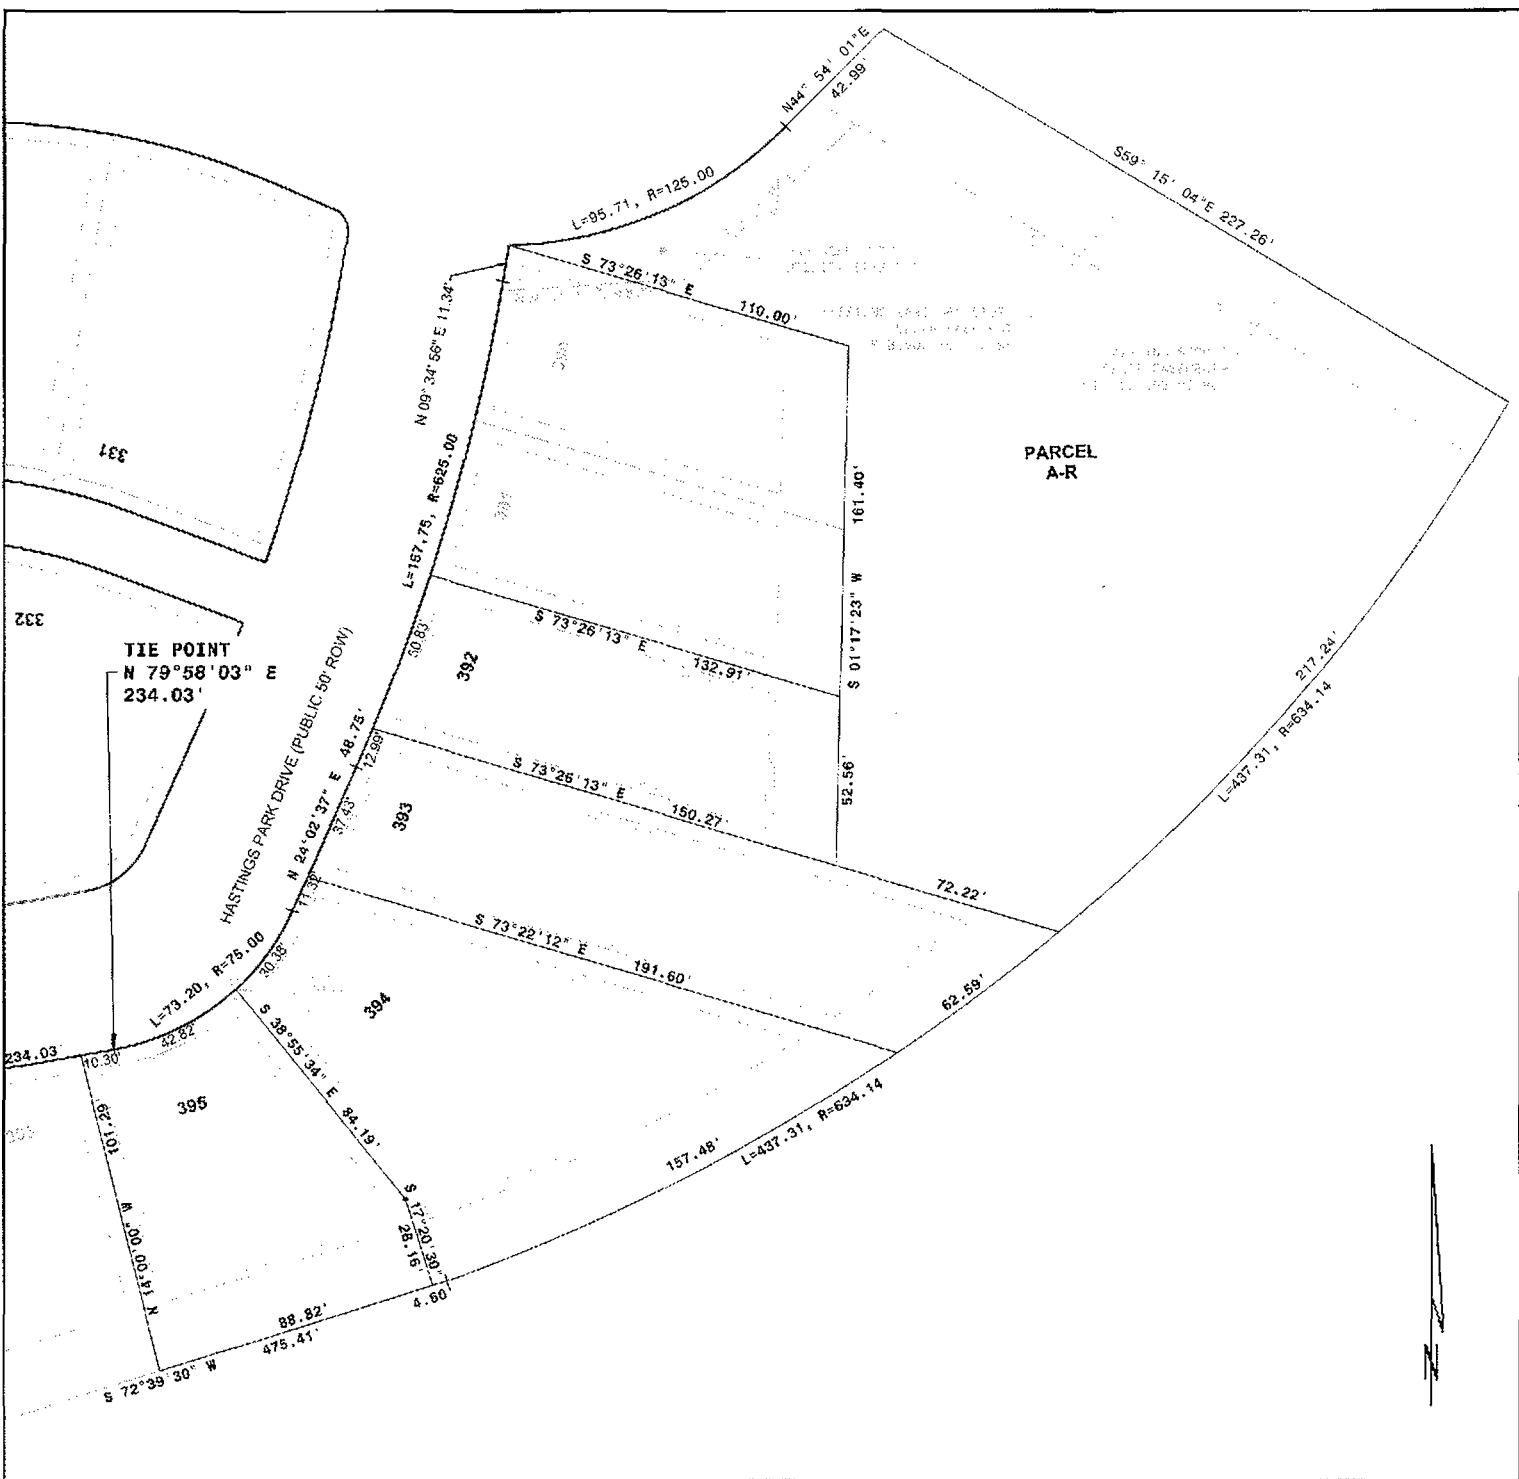 N44° 54' 01"E
42.99'
S59° 15' 04"E 227.26'
L=95.71, R=125.00
S 73°26'13" E
110.00'
N 09°34'56" E 11.34'
331
PARCEL
A-R
161.40'
L=157.75, R=625.00
S 73°26'13" E
132.91'
S 01°17'23" W
332
TIE POINT
N 79°58'03" E
234.03'
50.83'
392
217.24'
L=437.31, R=634.14
HASTINGS PARK DRIVE (PUBLIC 50' ROW)
N 24°02'37" E 48.75'
12.99'
S 73°26'13" E
150.27'
52.56'
37.43'
393
11.32'
72.22'
S 73°22'12" E
191.60'
L=73.20, R=75.00
30.38'
394
62.59'
234.03
10.30'
42.82'
S 38°55'34" E 84.19'
101.29'
395
157.48'
L=437.31, R=634.14
N 14°00'00" W
S 17°20'30"
28.16'
4.60'
88.82'
475.41'
S 72°39'30" W
N